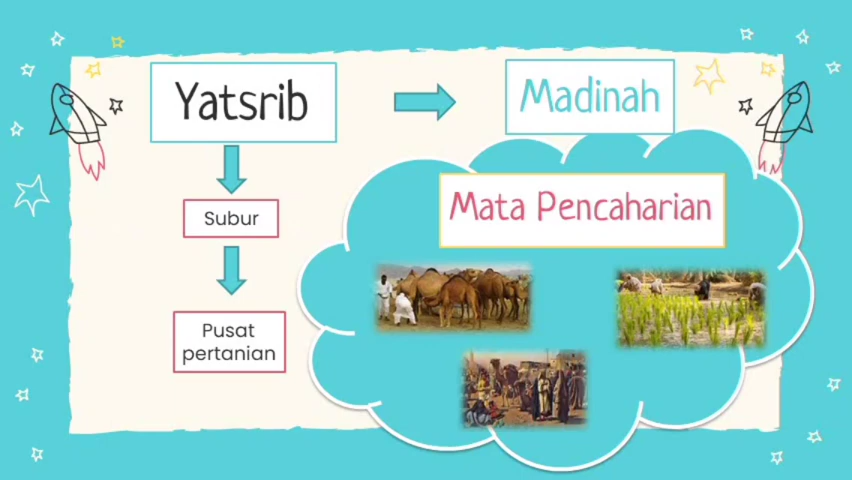 Yatsrib
Madinah
Subur
Pusat
pertanian
Mata Pencaharian